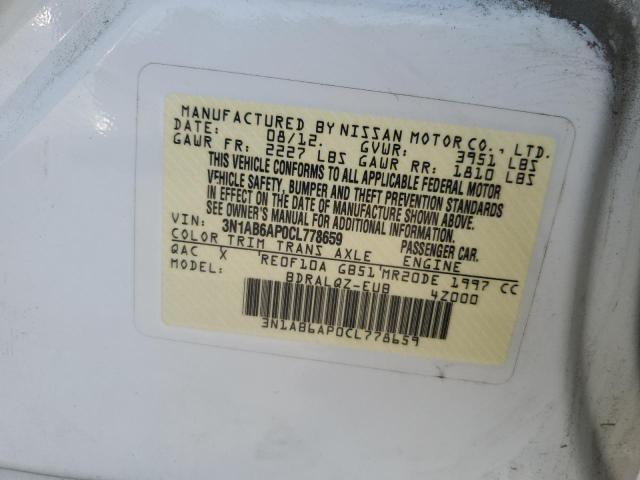 MANUFACTURED BY NISSAN MOTOR CO., LTD.
DATE: 08/12. GVWR: 3951 LBS
GAWR FR: 2227 LBS GAWR RR: 1810 LBS
THIS VEHICLE CONFORMS TO ALL APPLICABLE FEDERAL MOTOR
VEHICLE SAFETY, BUMPER AND THEFT PREVENTION STANDARDS
IN EFFECT ON THE DATE OF MANUFACTURE SHOWN ABOVE.
SEE OWNER'S MANUAL FOR ADDITIONAL INFORMATION.
VIN: 3N1AB6AP0CL778659 PASSENGER CAR.
COLOR TRIM TRANS AXLE ENGINE
QAC X RE0F10A GB51 MR20DE 1997 CC
MODEL: BDRALQZ-EUB 4Z000
3N1AB6AP0CL778659